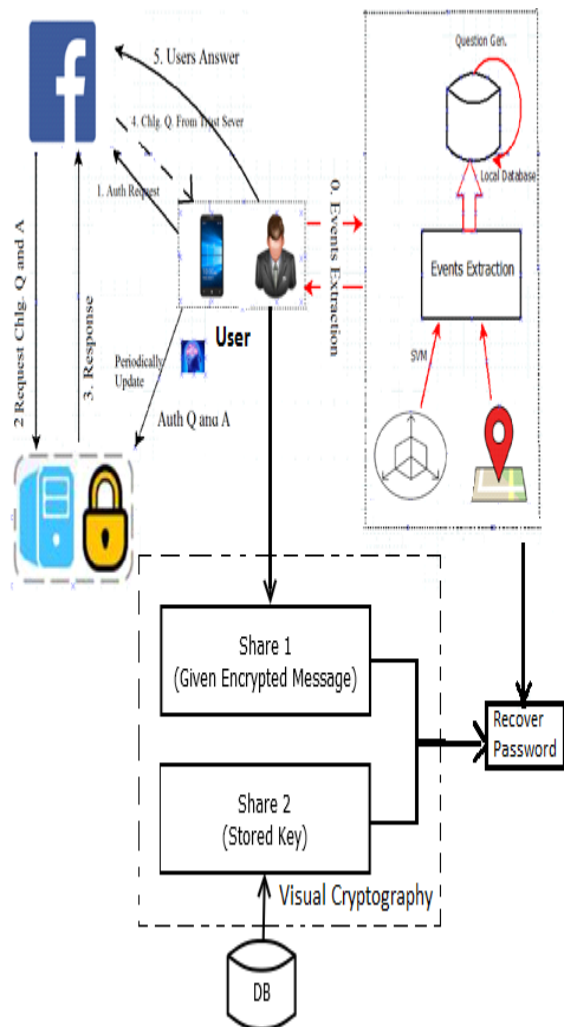 5. Users Answer
4. Chlg. Q. From Trust Sever
1. Auth Request
2 Request Chlg. Q and A
3. Response
Periodically
Update
User
Auth Q and A
0. Events Extraction
Question Gen.
Local Database
Events Extraction
SVM
Share 1
(Given Encrypted Message)
Share 2
(Stored Key)
Visual Cryptography
DB
Recover
Password